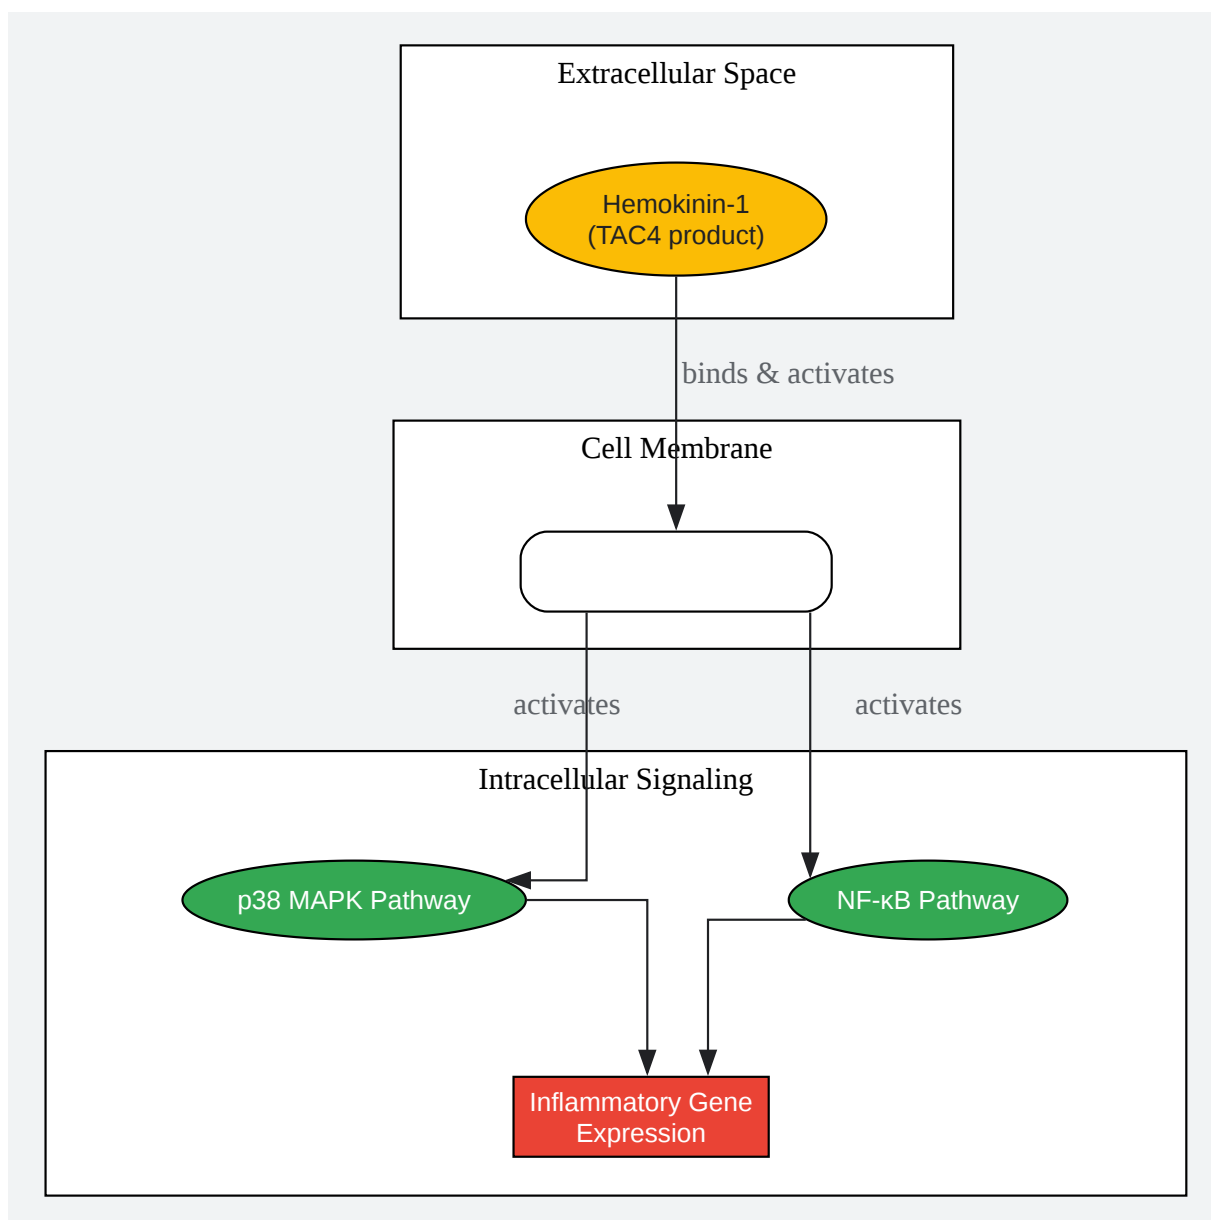 Extracellular Space
Hemokinin-1
(TAC4 product)
binds & activates
Cell Membrane
activates
activates
Intracellular Signaling
p38 MAPK Pathway
NF-κB Pathway
Inflammatory Gene
Expression